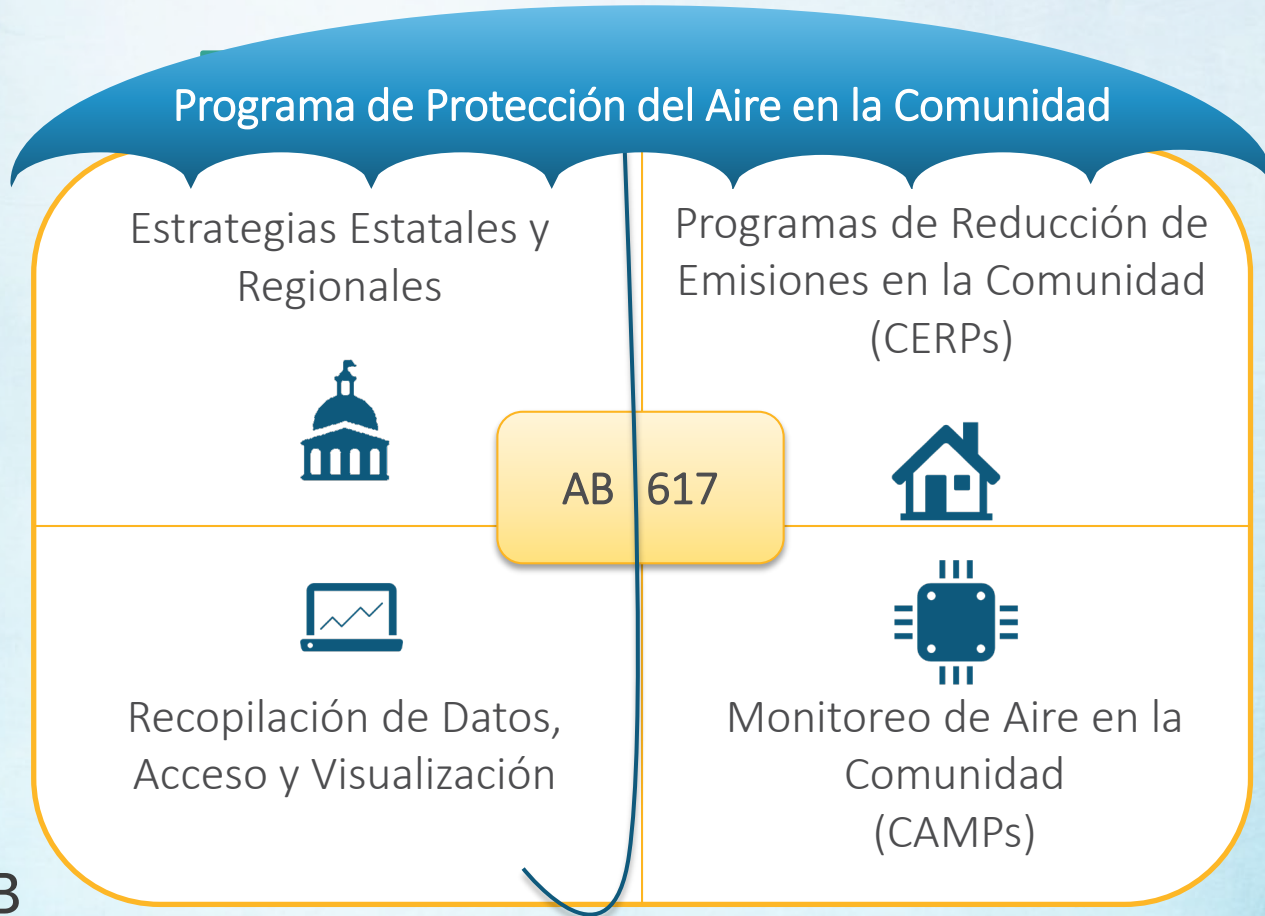 Programa de Protección del Aire en la Comunidad
Estrategias Estatales y
Regionales
Programas de Reducción de
Emisiones en la Comunidad
(CERPs)
AB 617
Recopilación de Datos,
Acceso y Visualización
Monitoreo de Aire en la
Comunidad
(CAMPs)